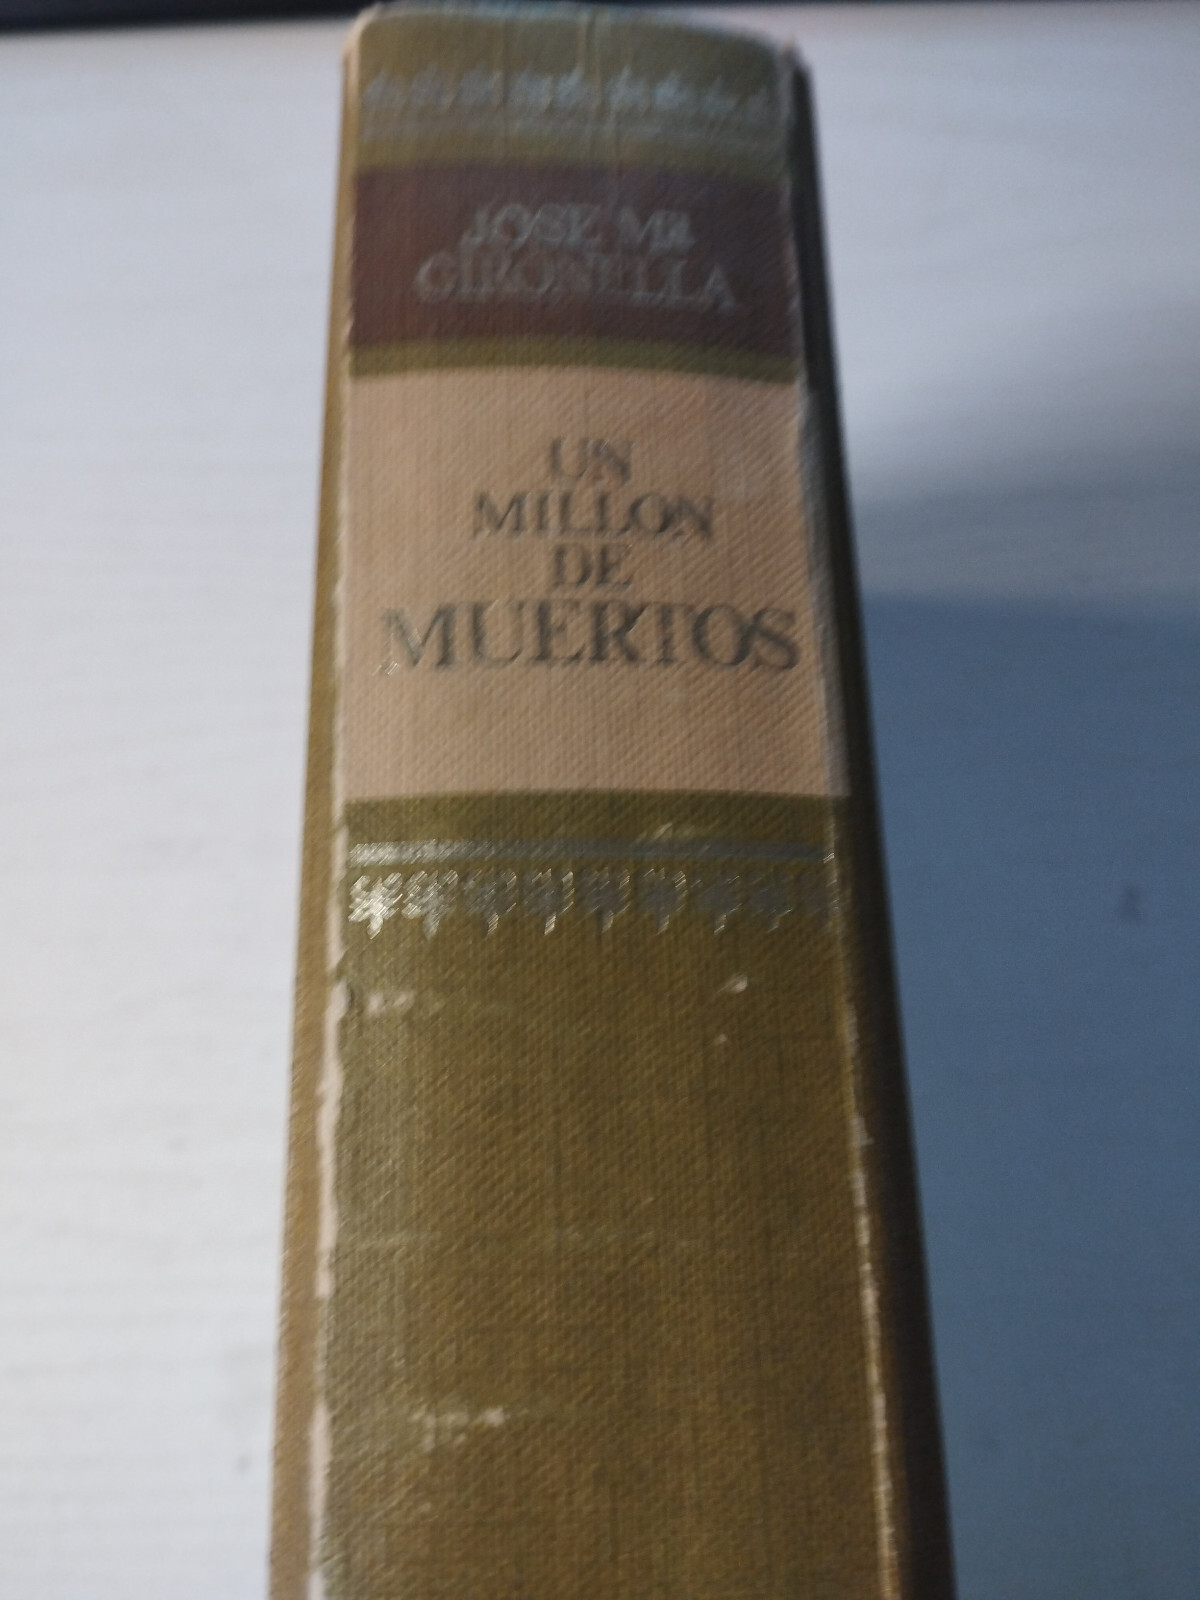 JOSE Mª
GIRONELLA
UN
MILLON
DE
MUERTOS